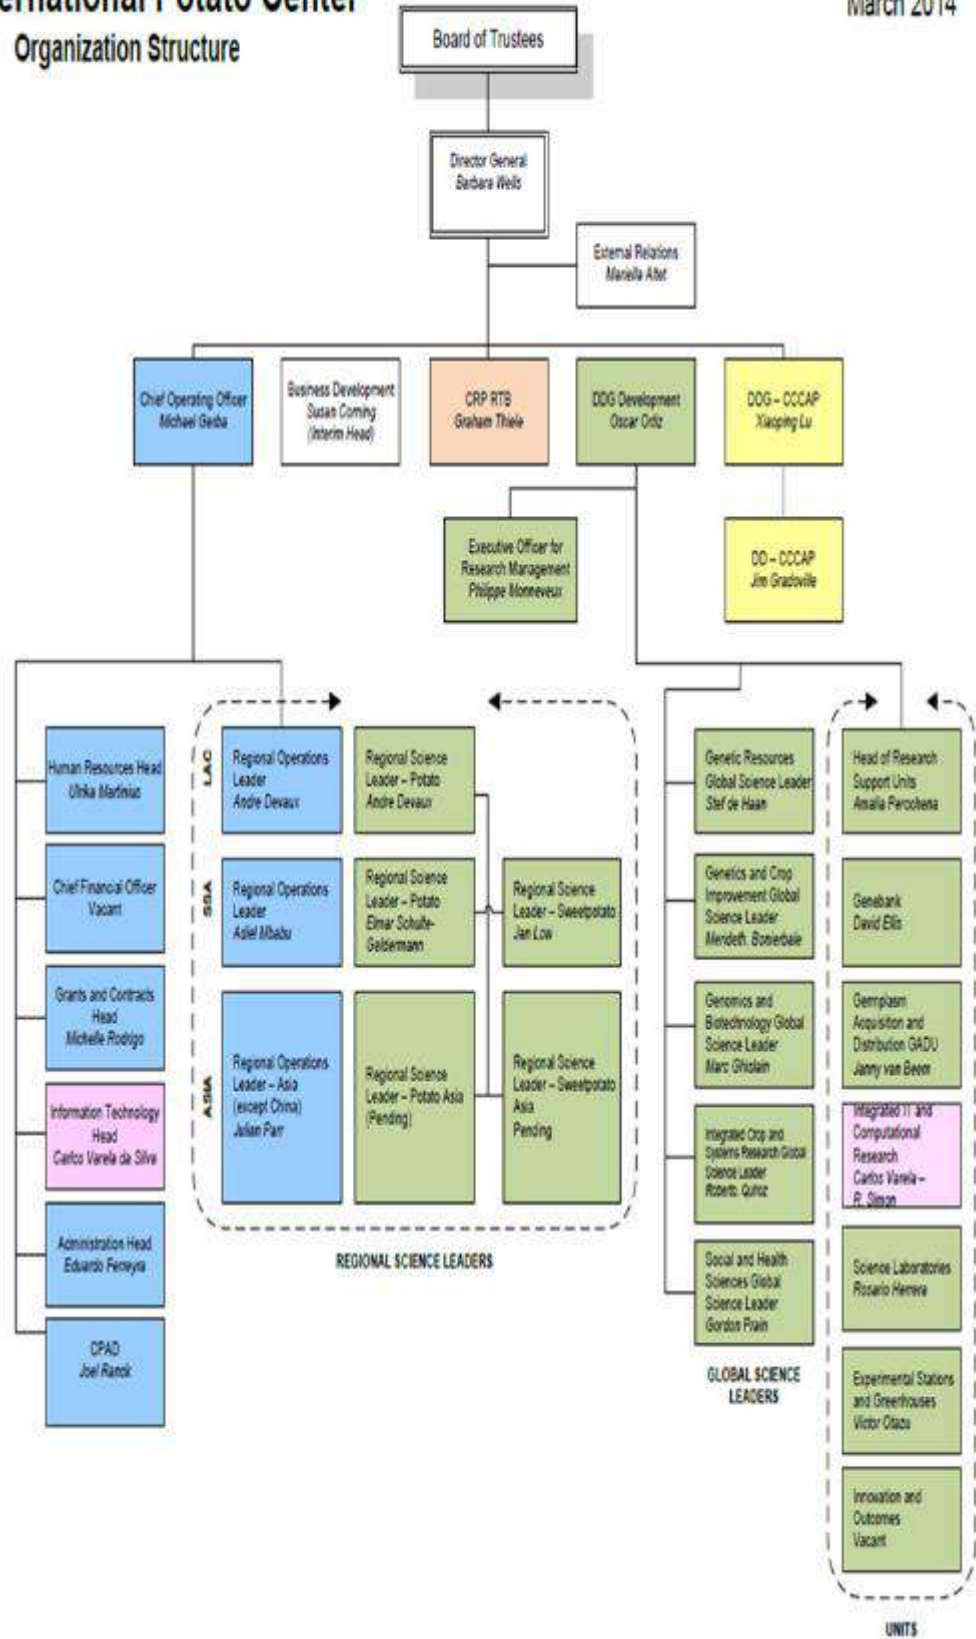 ernational Potato Center
Organization Structure
March 2014
Board of Trustees
Director General
Barbara Wells
External Relations
Mariella Altet
Chief Operating Officer
Michael Gerba
Business Development
Susan Corning
(Interim Head)
CRP RTB
Graham Thiele
DDG Development
Oscar Ortiz
DDG – CCCAP
Xiaoping Lu
Executive Officer for
Research Management
Philippe Monneveux
DD – CCCAP
Jim Gradoville
Human Resources Head
Ulrika Martinius
Chief Financial Officer
Vacant
Grants and Contracts
Head
Michelle Rodrigo
Information Technology
Head
Carlos Varela da Silva
Administration Head
Eduardo Ferreyra
CPAD
Joel Ranck
LAC
Regional Operations
Leader
Andre Devaux
Regional Science
Leader – Potato
Andre Devaux
SSA
Regional Operations
Leader
Adiel Mbabu
Regional Science
Leader – Potato
Elmar Schulte-
Geldermann
Regional Science
Leader – Sweetpotato
Jan Low
ASIA
Regional Operations
Leader – Asia
(except China)
Julian Parr
Regional Science
Leader – Potato Asia
(Pending)
Regional Science
Leader – Sweetpotato
Asia
Pending
REGIONAL SCIENCE LEADERS
Genetic Resources
Global Science Leader
Stef de Haan
Genetics and Crop
Improvement Global
Science Leader
Merideth. Bonierbale
Genomics and
Biotechnology Global
Science Leader
Marc Ghislain
Integrated Crop and
Systems Research Global
Science Leader
Roberto. Quiroz
Social and Health
Sciences Global
Science Leader
Gordon Prain
GLOBAL SCIENCE
LEADERS
Head of Research
Support Units
Amalia Perochena
Genebank
David Ellis
Germplasm
Acquisition and
Distribution GADU
Janny van Beem
Integrated IT and
Computational
Research
Carlos Varela –
R. Simon
Science Laboratories
Rosario Herrera
Experimental Stations
and Greenhouses
Victor Otazu
Innovation and
Outcomes
Vacant
UNITS